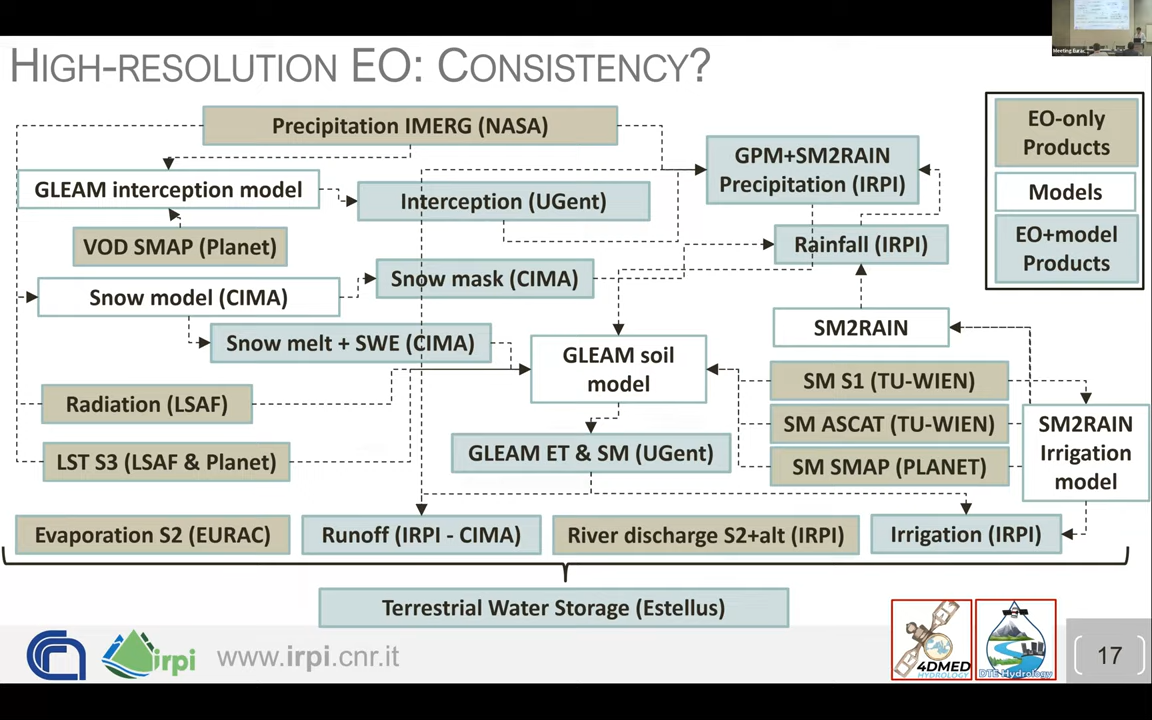 HIGH-RESOLUTION EO: CONSISTENCY?
Precipitation IMERG (NASA)
GLEAM interception model
Interception (UGent)
VOD SMAP (Planet)
Snow mask (CIMA)
Snow model (CIMA)
Snow melt + SWE (CIMA)
Radiation (LSAF)
LST S3 (LSAF & Planet)
GPM+SM2RAIN
Precipitation (IRPI)
Rainfall (IRPI)
SM2RAIN
GLEAM soil
model
GLEAM ET & SM (UGent)
SM S1 (TU-WIEN)
SM ASCAT (TU-WIEN)
SM SMAP (PLANET)
SM2RAIN
Irrigation
model
EO-only
Products
Models
EO+model
Products
Evaporation S2 (EURAC)
Runoff (IRPI - CIMA)
River discharge S2+alt (IRPI)
Irrigation (IRPI)
Terrestrial Water Storage (Estellus)
irpi
www.irpi.cnr.it
4DMED
HYDROLOGY
DTE Hydrology
17